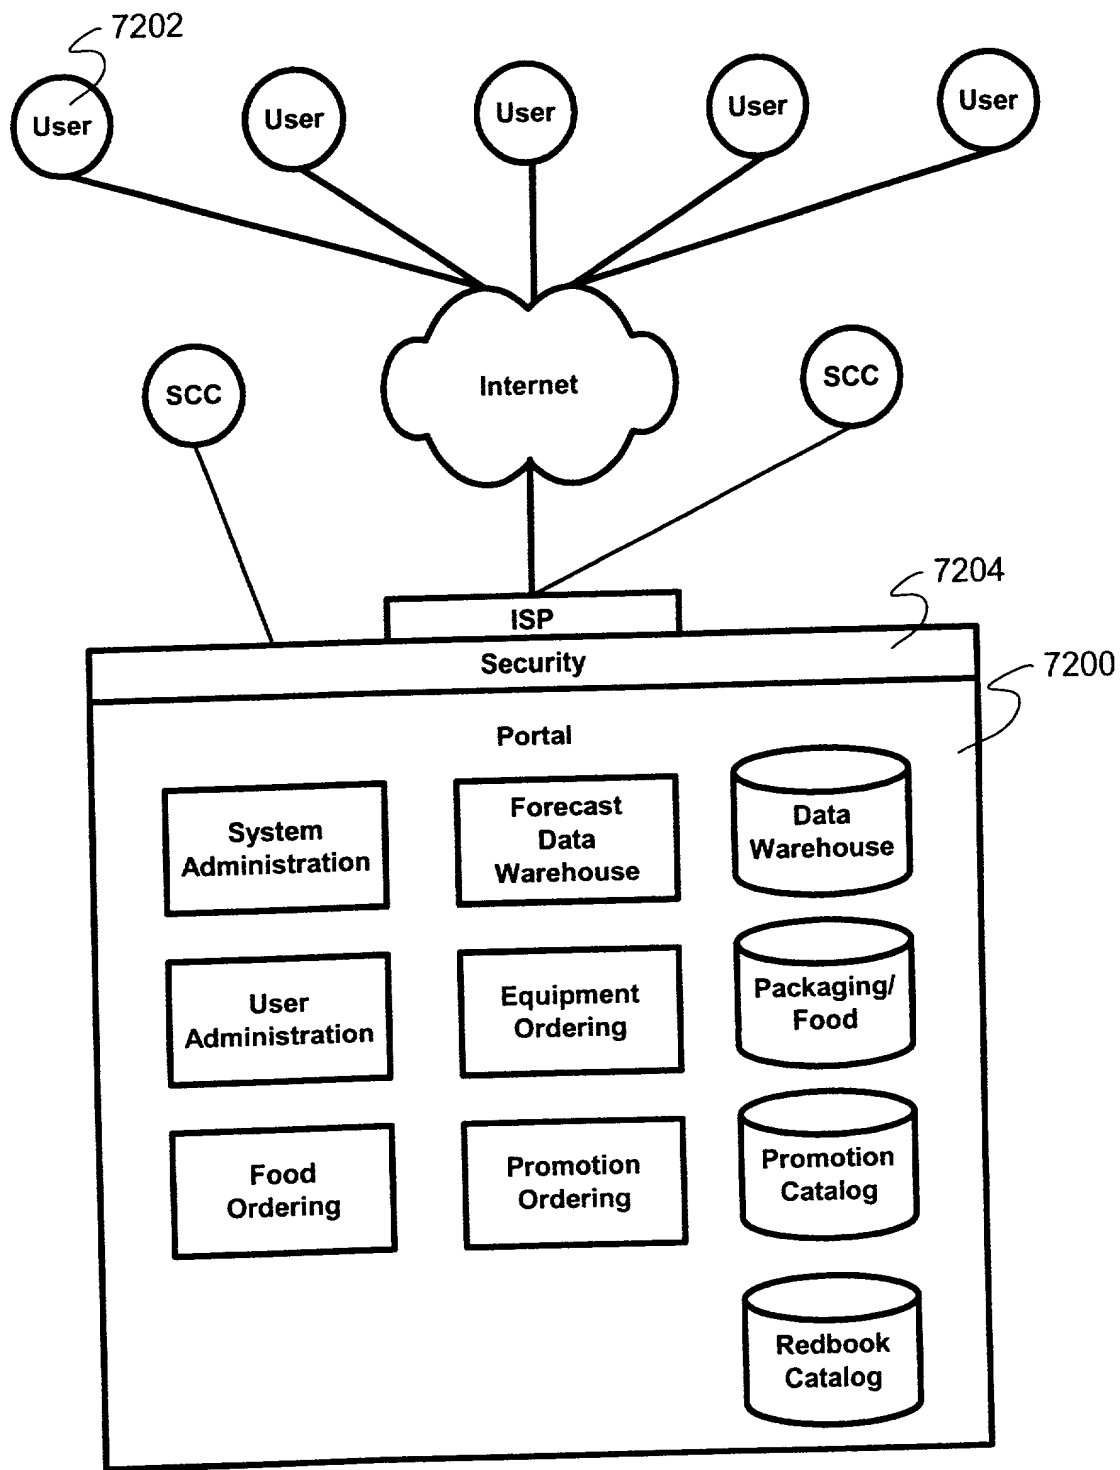 7202
User
User
User
User
User
Internet
SCC
SCC
7204
ISP
Security
7200
Portal
System
Administration
Forecast
Data
Warehouse
Data
Warehouse
User
Administration
Equipment
Ordering
Packaging/
Food
Food
Ordering
Promotion
Ordering
Promotion
Catalog
Redbook
Catalog